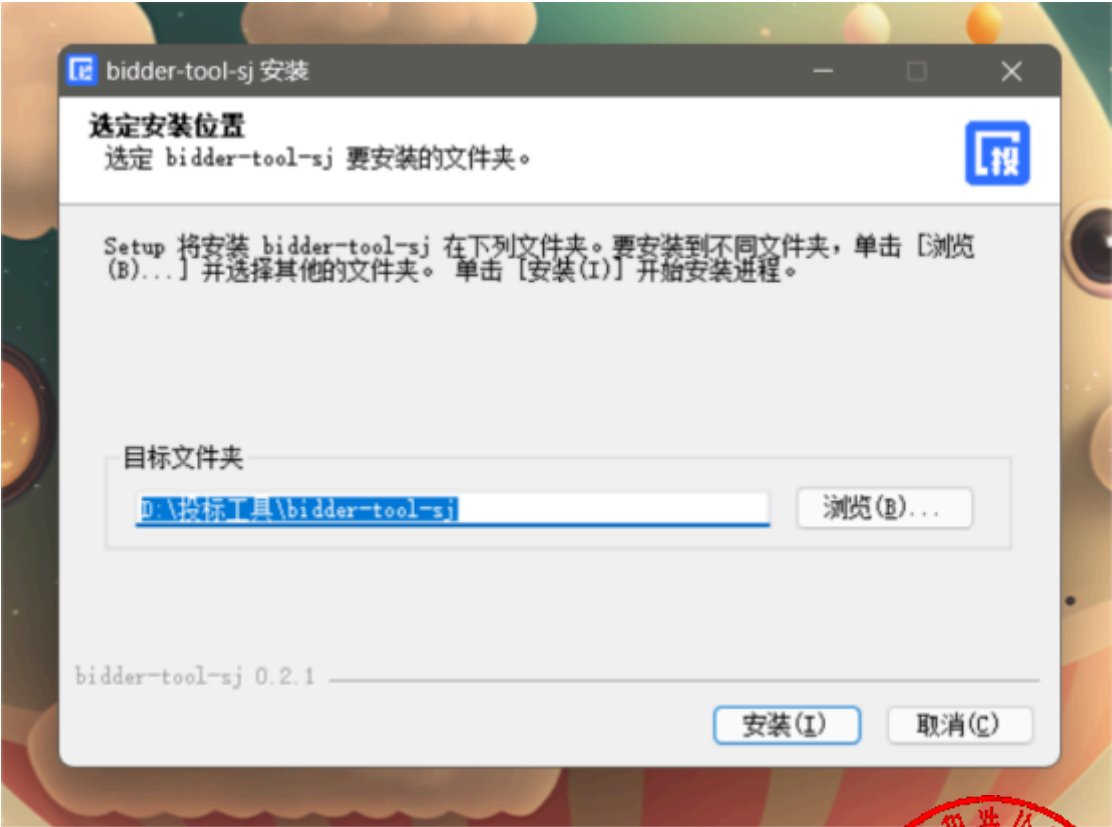 bidder-tool-sj 安装
选定安装位置
选定 bidder-tool-sj 要安装的文件夹。
投
Setup 将安装 bidder-tool-sj 在下列文件夹。要安装到不同文件夹，单击 [浏览
(B)...] 并选择其他的文件夹。 单击 [安装(I)] 开始安装进程。
目标文件夹
D:\投标工具\bidder-tool-sj
浏览(B)...
bidder-tool-sj 0.2.1
安装(I)
取消(C)